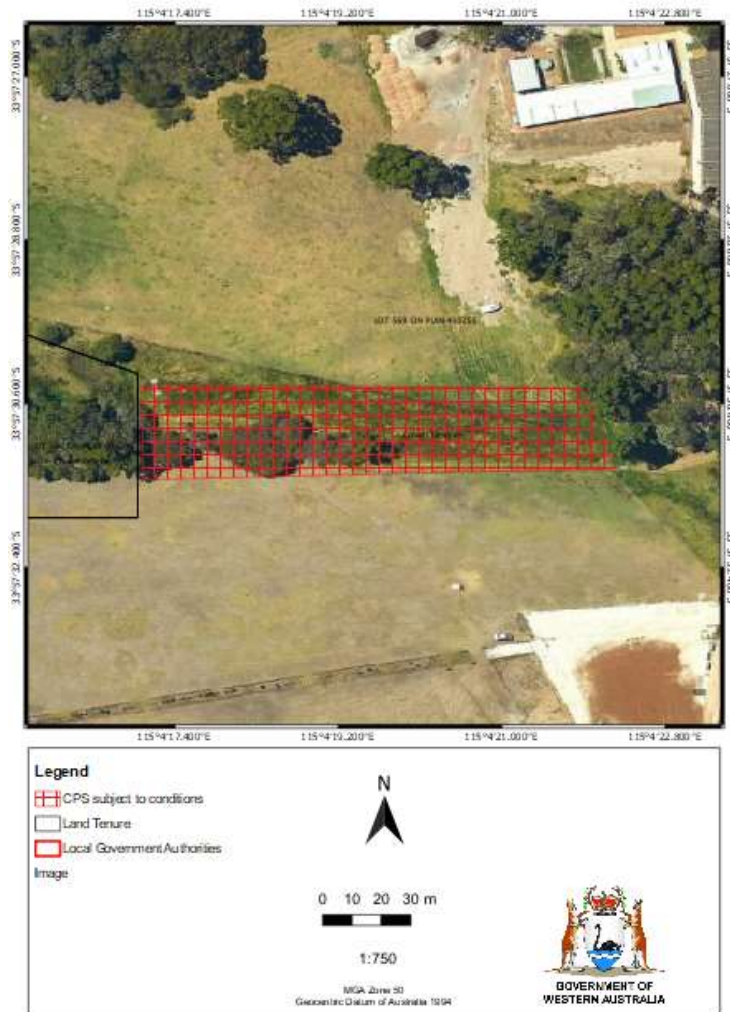 115°4'17.400"E 115°4'19.200"E 115°4'21.000"E 115°4'22.800"E
33°57'27.000"S
33°57'28.800"S
33°57'30.600"S
33°57'32.400"S
115°4'17.400"E 115°4'19.200"E 115°4'21.000"E 115°4'22.800"E
Legend
CPS subject to conditions
Land Tenure
Local Government Authorities
Image
N
0 10 20 30 m
1:750
MGA Zone 50
Geocentric Datum of Australia 1994
GOVERNMENT OF
WESTERN AUSTRALIA